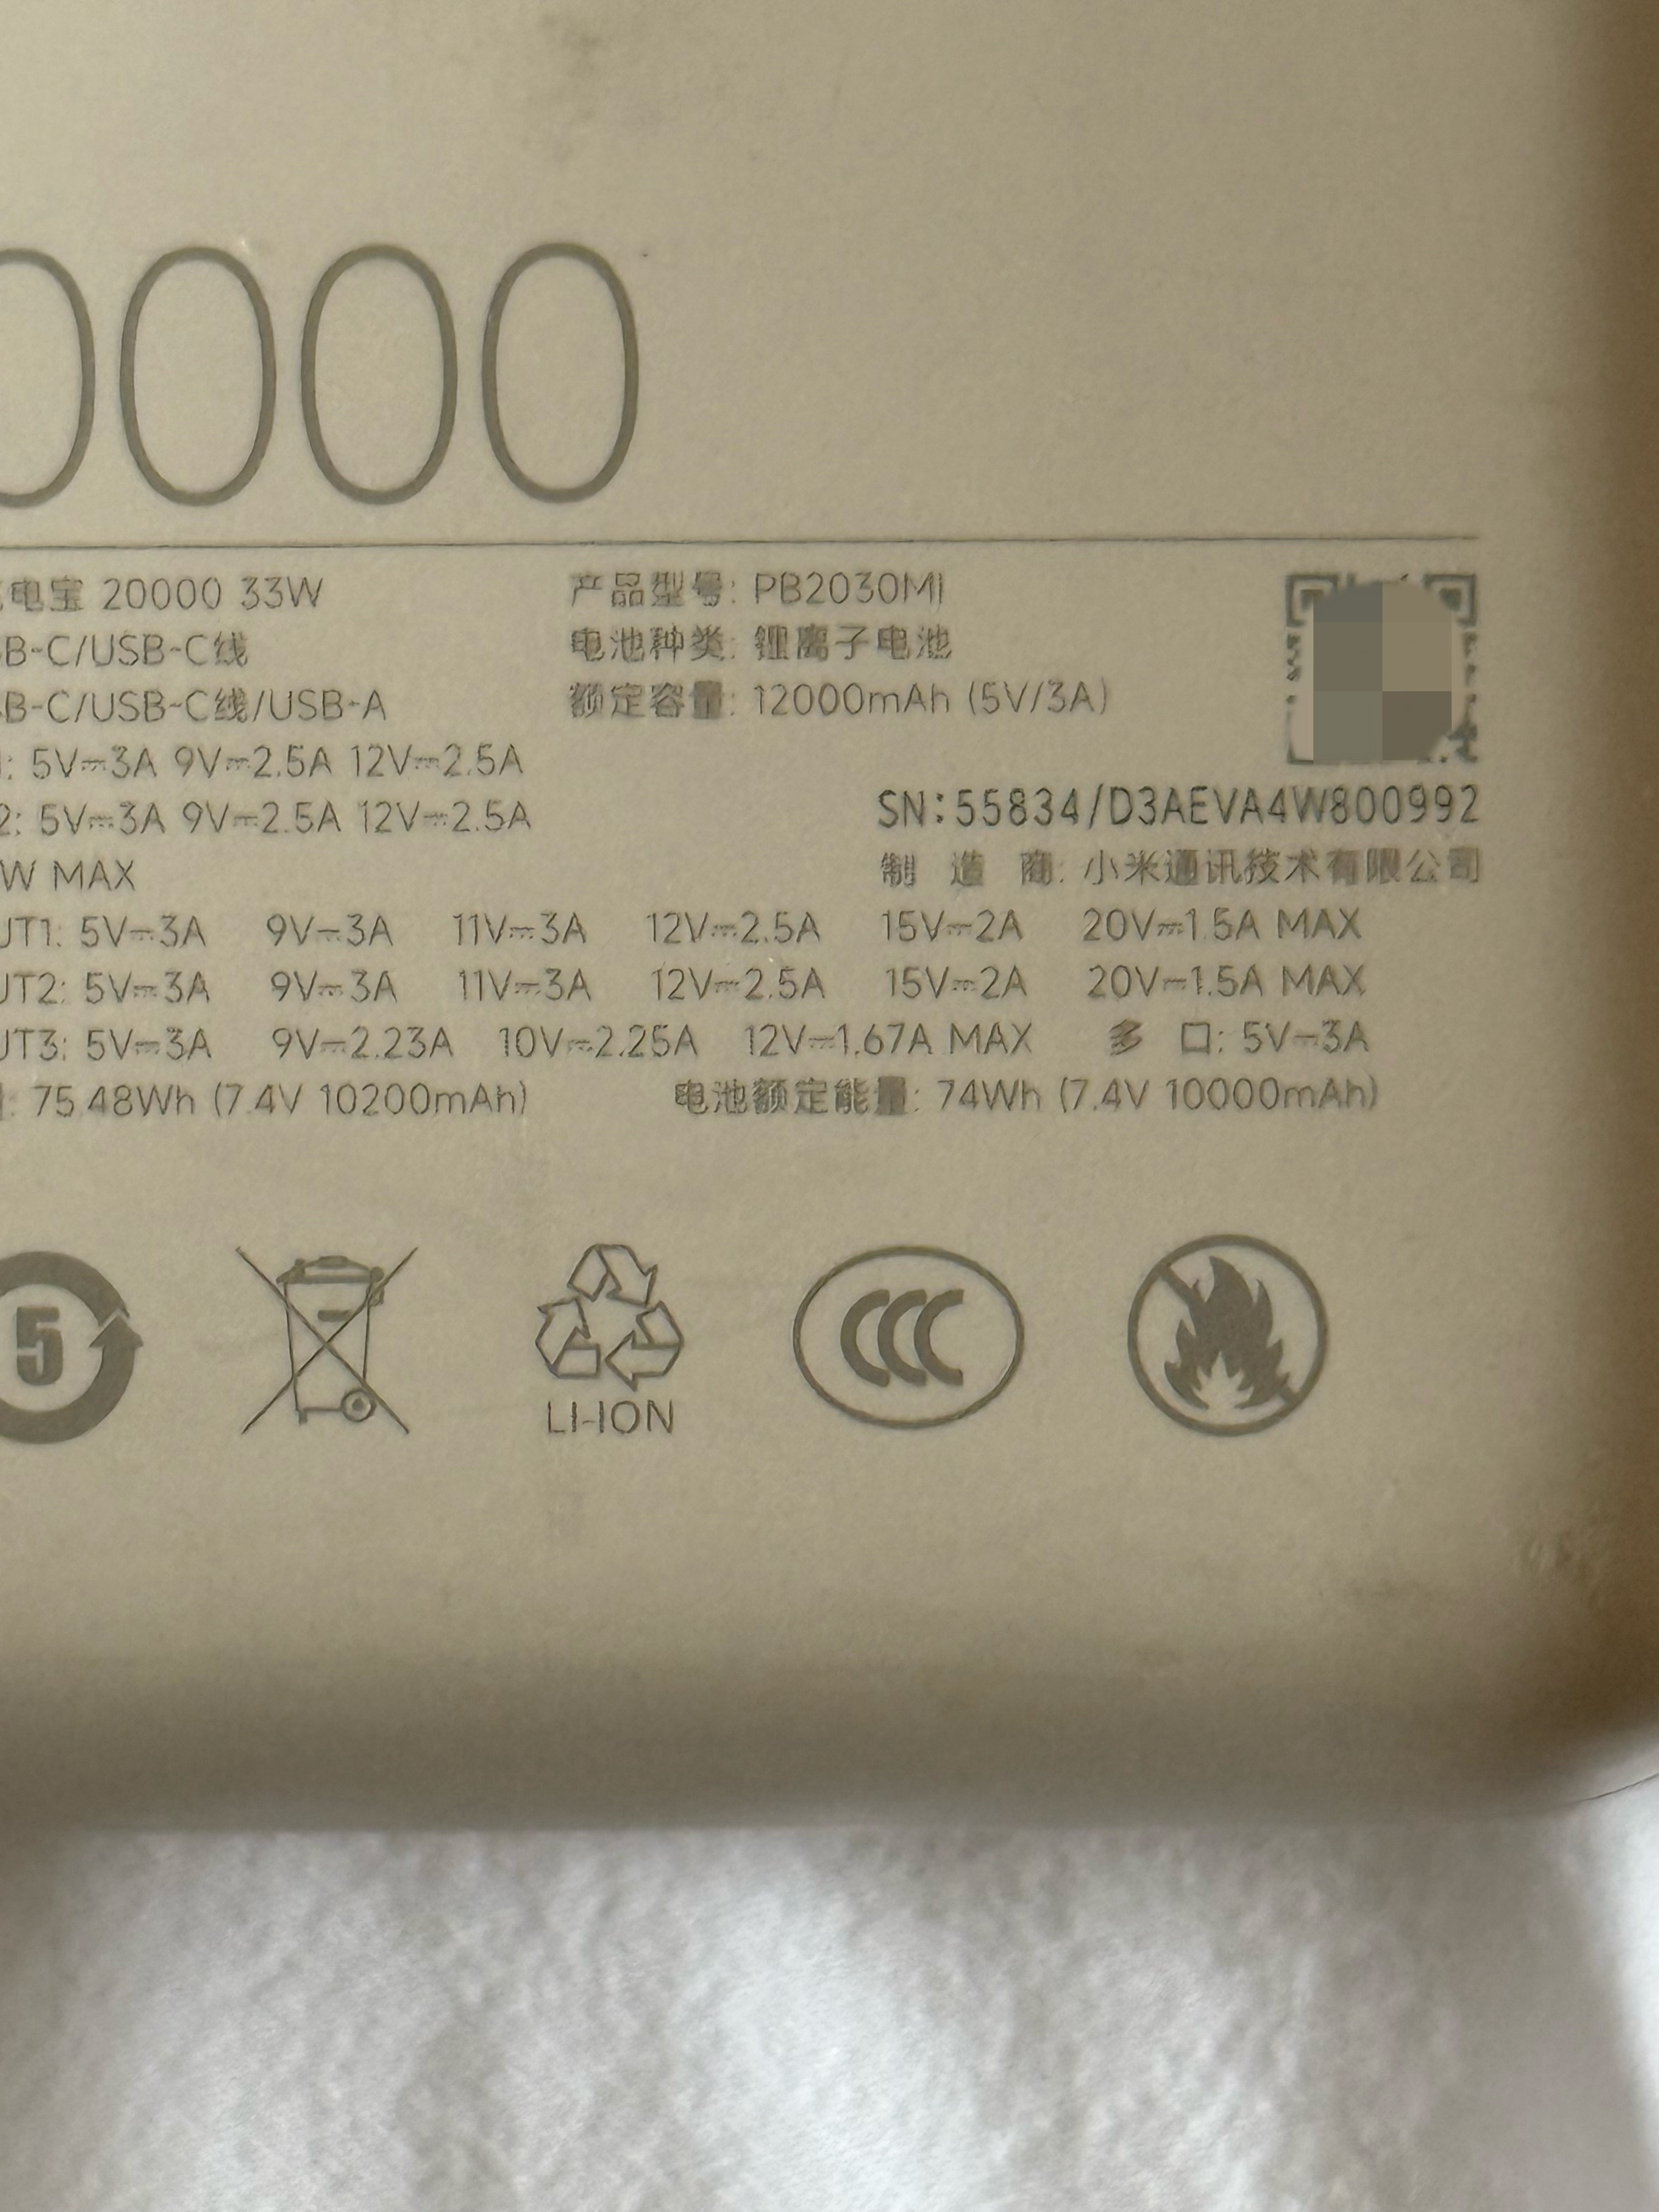 0000
电宝 20000 33W
B-C/USB-C线
B-C/USB-C线/USB-A
: 5V⎓3A 9V⎓2.5A 12V⎓2.5A
2: 5V⎓3A 9V⎓2.5A 12V⎓2.5A
W MAX
产品型号: PB2030MI
电池种类: 锂离子电池
额定容量: 12000mAh (5V/3A)
SN:55834/D3AEVA4W800992
制 造 商: 小米通讯技术有限公司
UT1: 5V⎓3A 9V⎓3A 11V⎓3A 12V⎓2.5A 15V⎓2A 20V⎓1.5A MAX
UT2: 5V⎓3A 9V⎓3A 11V⎓3A 12V⎓2.5A 15V⎓2A 20V⎓1.5A MAX
UT3: 5V⎓3A 9V⎓2.23A 10V⎓2.25A 12V⎓1.67A MAX 多 口: 5V⎓3A
: 75.48Wh (7.4V 10200mAh) 电池额定能量: 74Wh (7.4V 10000mAh)
5
LI-ION
CCC